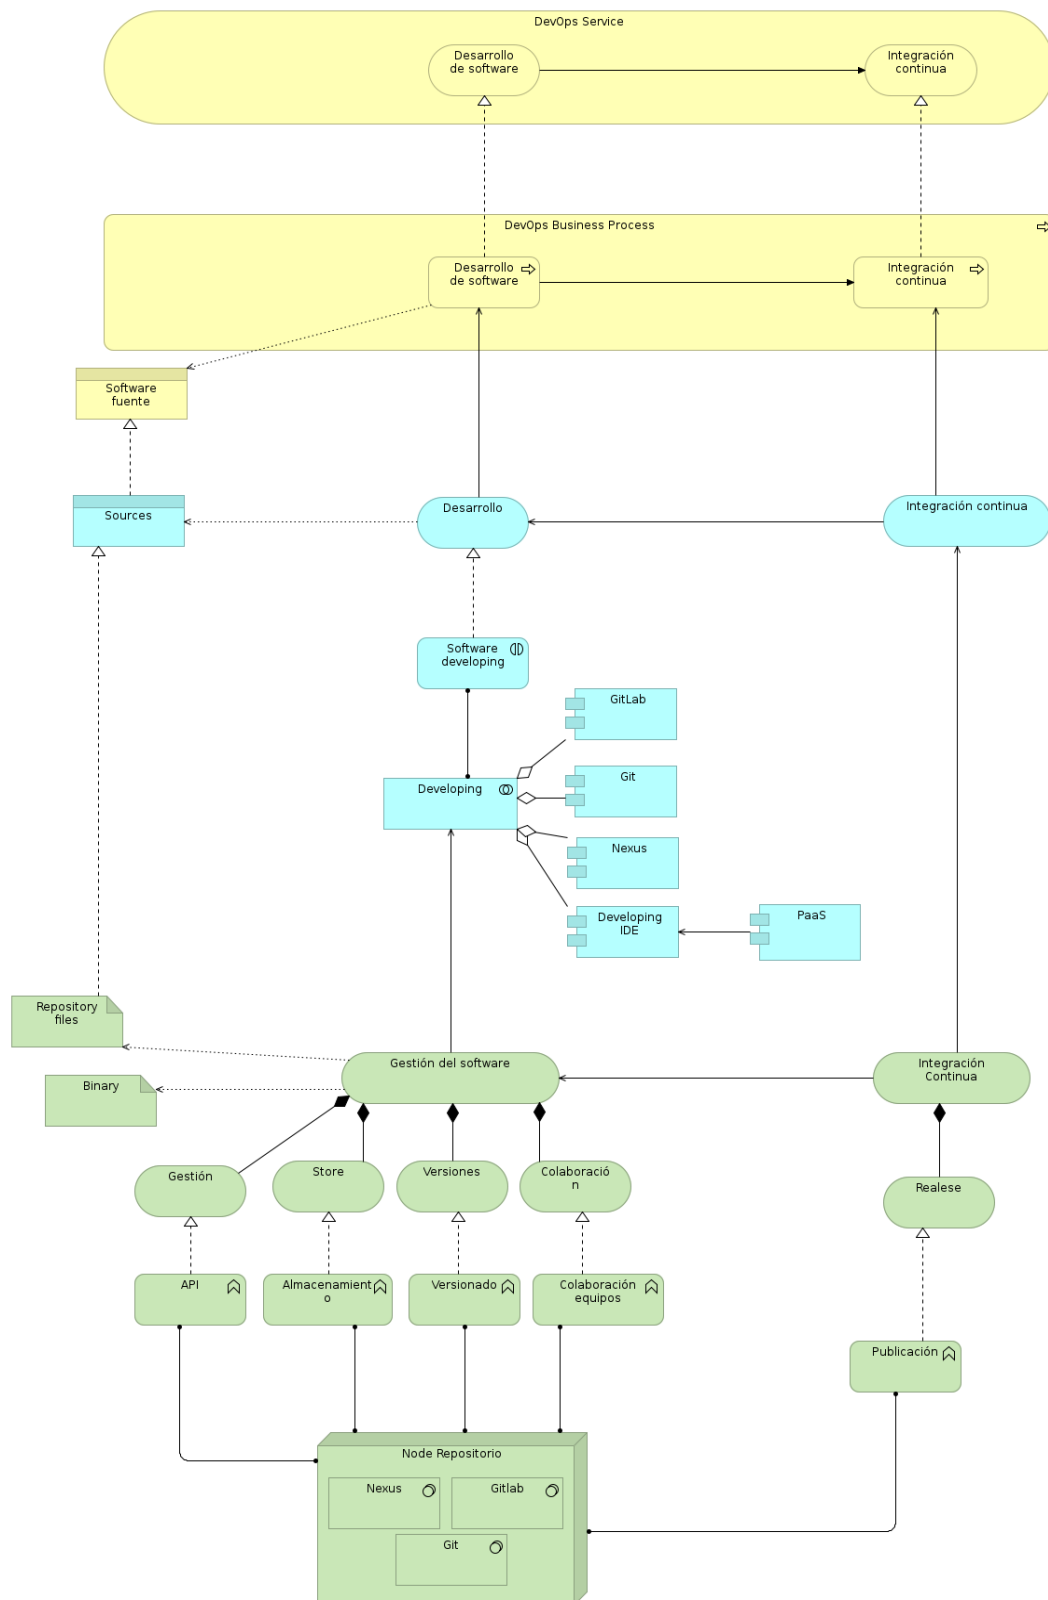 DevOps Service
Desarrollo
de software
Integración
continua
DevOps Business Process
Desarrollo
de software
Integración
continua
Software
fuente
Sources
Desarrollo
Integración continua
Software
developing
GitLab
Developing
Git
Nexus
Developing
IDE
PaaS
Repository
files
Gestión del software
Integración
Continua
Binary
Gestión
Store
Versiones
Colaboració
n
Realese
API
Almacenamient
o
Versionado
Colaboración
equipos
Publicación
Node Repositorio
Nexus
Gitlab
Git